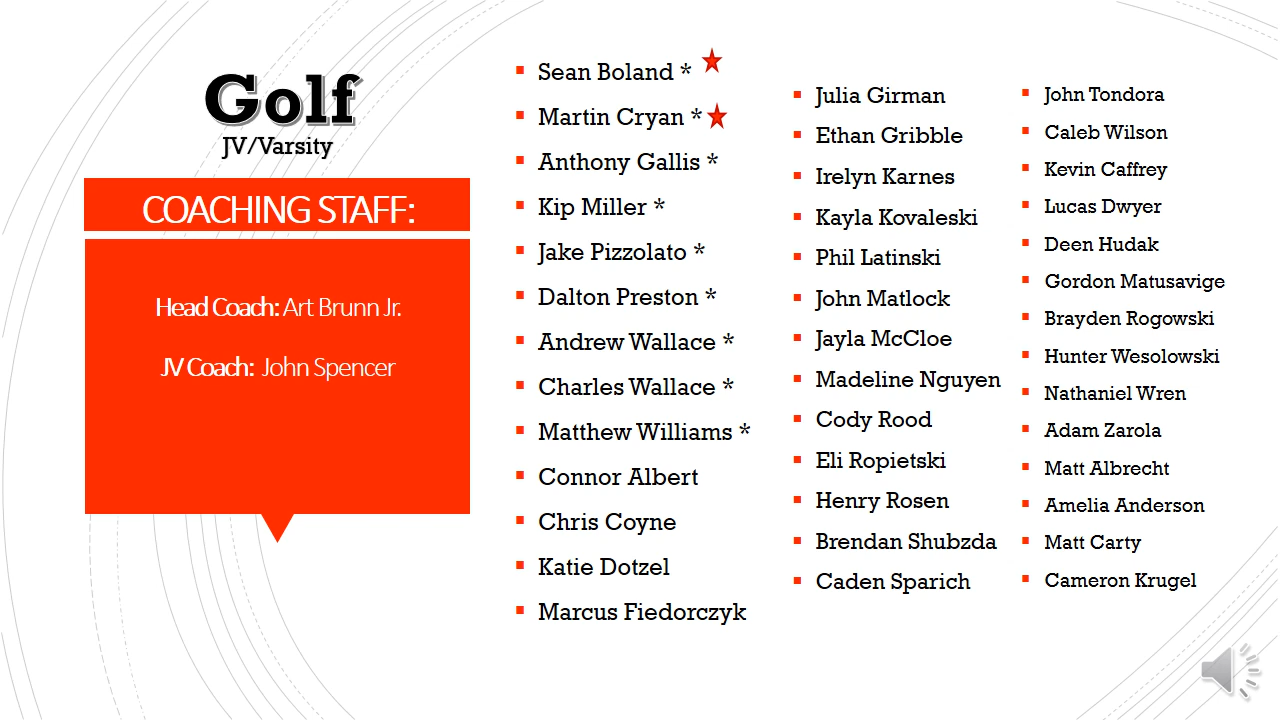 Golf
JV/Varsity
COACHING STAFF:
Head Coach: Art Brunn Jr.
JV Coach: John Spencer
Sean Boland *
Martin Cryan *
Anthony Gallis *
Kip Miller *
Jake Pizzolato *
Dalton Preston *
Andrew Wallace *
Charles Wallace *
Matthew Williams *
Connor Albert
Chris Coyne
Katie Dotzel
Marcus Fiedorczyk
Julia Girman
Ethan Gribble
Irelyn Karnes
Kayla Kovaleski
Phil Latinski
John Matlock
Jayla McCloe
Madeline Nguyen
Cody Rood
Eli Ropietski
Henry Rosen
Brendan Shubzda
Caden Sparich
John Tondora
Caleb Wilson
Kevin Caffrey
Lucas Dwyer
Deen Hudak
Gordon Matusavige
Brayden Rogowski
Hunter Wesolowski
Nathaniel Wren
Adam Zarola
Matt Albrecht
Amelia Anderson
Matt Carty
Cameron Krugel